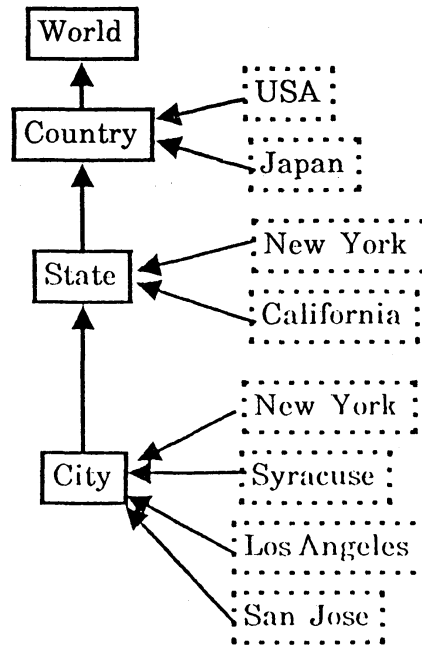 World
USA
Country
Japan
New York
State
California
New York
City
Syracuse
Los Angeles
San Jose